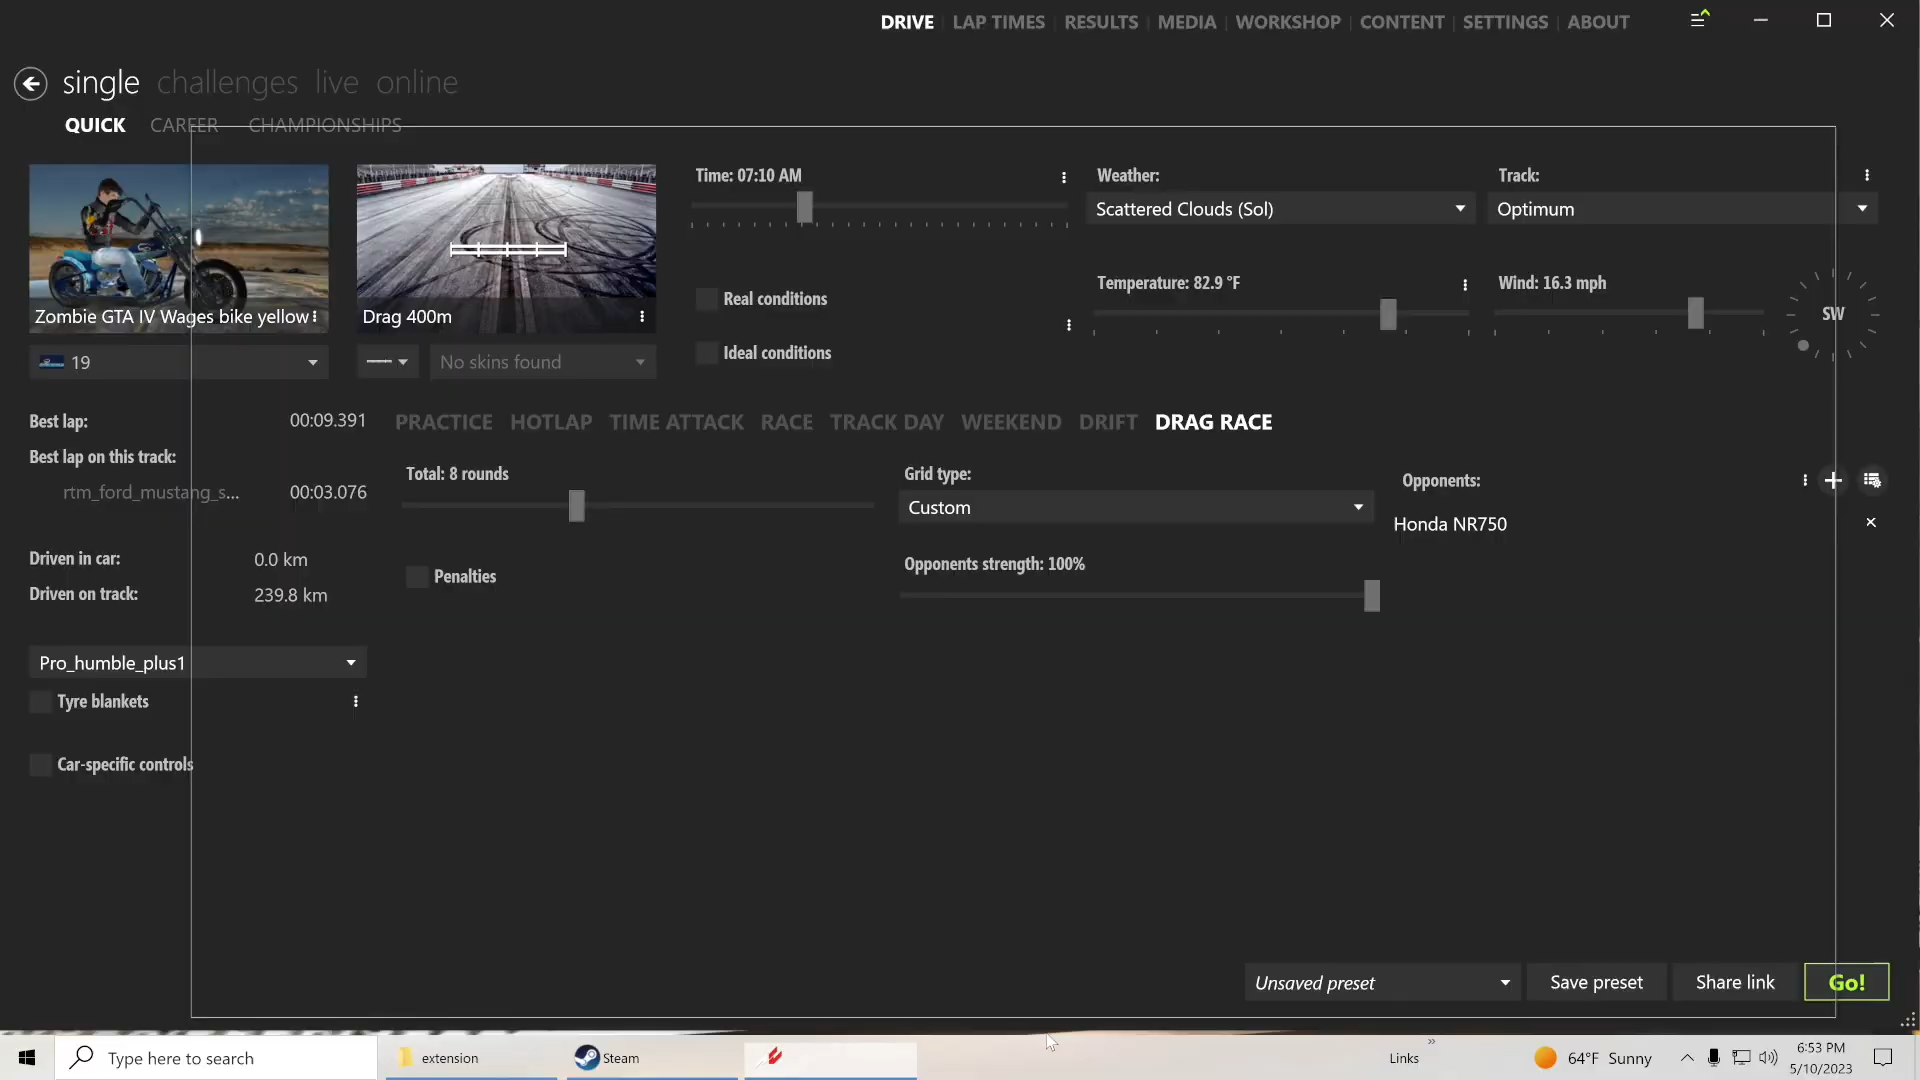 DRIVE LAP TIMES RESULTS MEDIA WORKSHOP CONTENT SETTINGS ABOUT
single challenges live online
QUICK CAREER CHAMPIONSHIPS
Time: 07:10 AM
Weather:
Track:
Scattered Clouds (Sol)
Optimum
Temperature: 82.9 °F
Wind: 16.3 mph
SW
Real conditions
Ideal conditions
Zombie GTA IV Wages bike yellow
Drag 400m
19
No skins found
Best lap: 00:09.391
Best lap on this track:
rtm_ford_mustang_s... 00:03.076
Driven in car: 0.0 km
Driven on track: 239.8 km
Pro_humble_plus1
Tyre blankets
Car-specific controls
PRACTICE HOTLAP TIME ATTACK RACE TRACK DAY WEEKEND DRIFT DRAG RACE
Total: 8 rounds
Penalties
Grid type:
Custom
Opponents strength: 100%
Opponents:
Honda NR750
Unsaved preset
Save preset
Share link
Go!
Type here to search
extension
Steam
Links
64°F Sunny
6:53 PM
5/10/2023